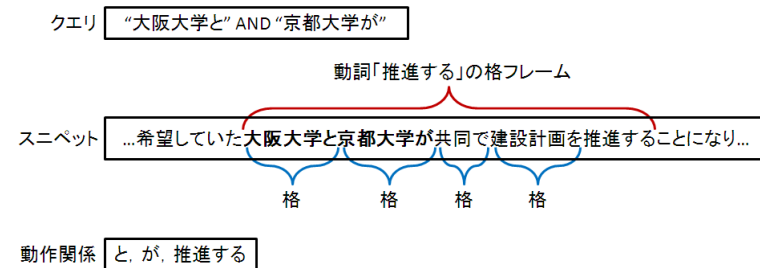 クエリ “大阪大学と” AND “京都大学が”
動詞「推進する」の格フレーム
スニペット …希望していた大阪大学と京都大学が共同で建設計画を推進することになり…
格 格 格 格
動作関係 と, が, 推進する